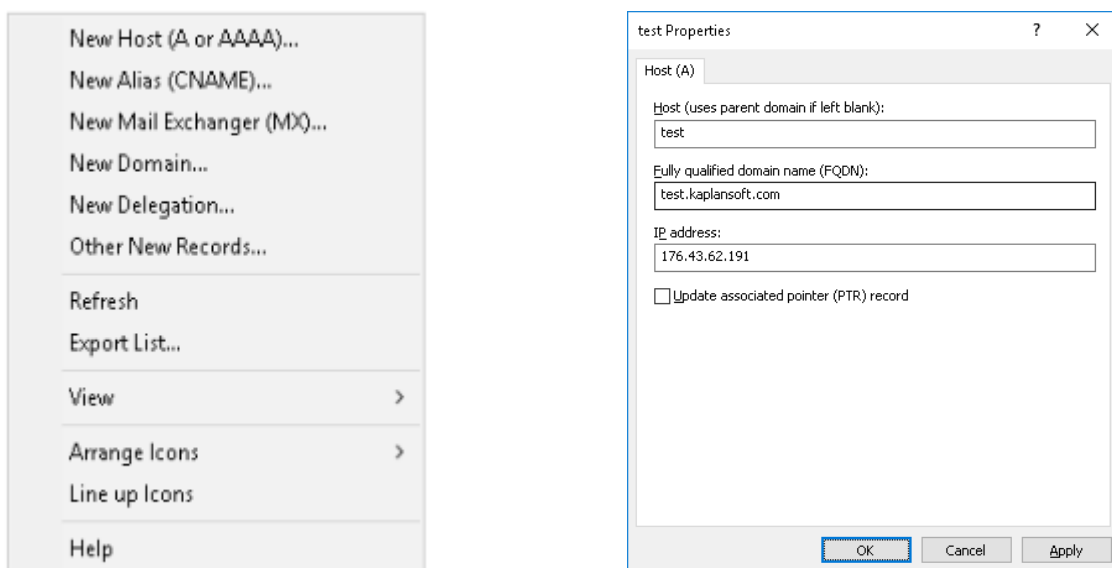 New Host (A or AAAA)...
New Alias (CNAME)...
New Mail Exchanger (MX)...
New Domain...
New Delegation...
Other New Records...
Refresh
Export List...
View
Arrange Icons
Line up Icons
Help
test Properties
Host (A)
Host (uses parent domain if left blank):
test
Fully qualified domain name (FQDN):
test.kaplansoft.com
IP address:
176.43.62.191
Update associated pointer (PTR) record
OK Cancel Apply